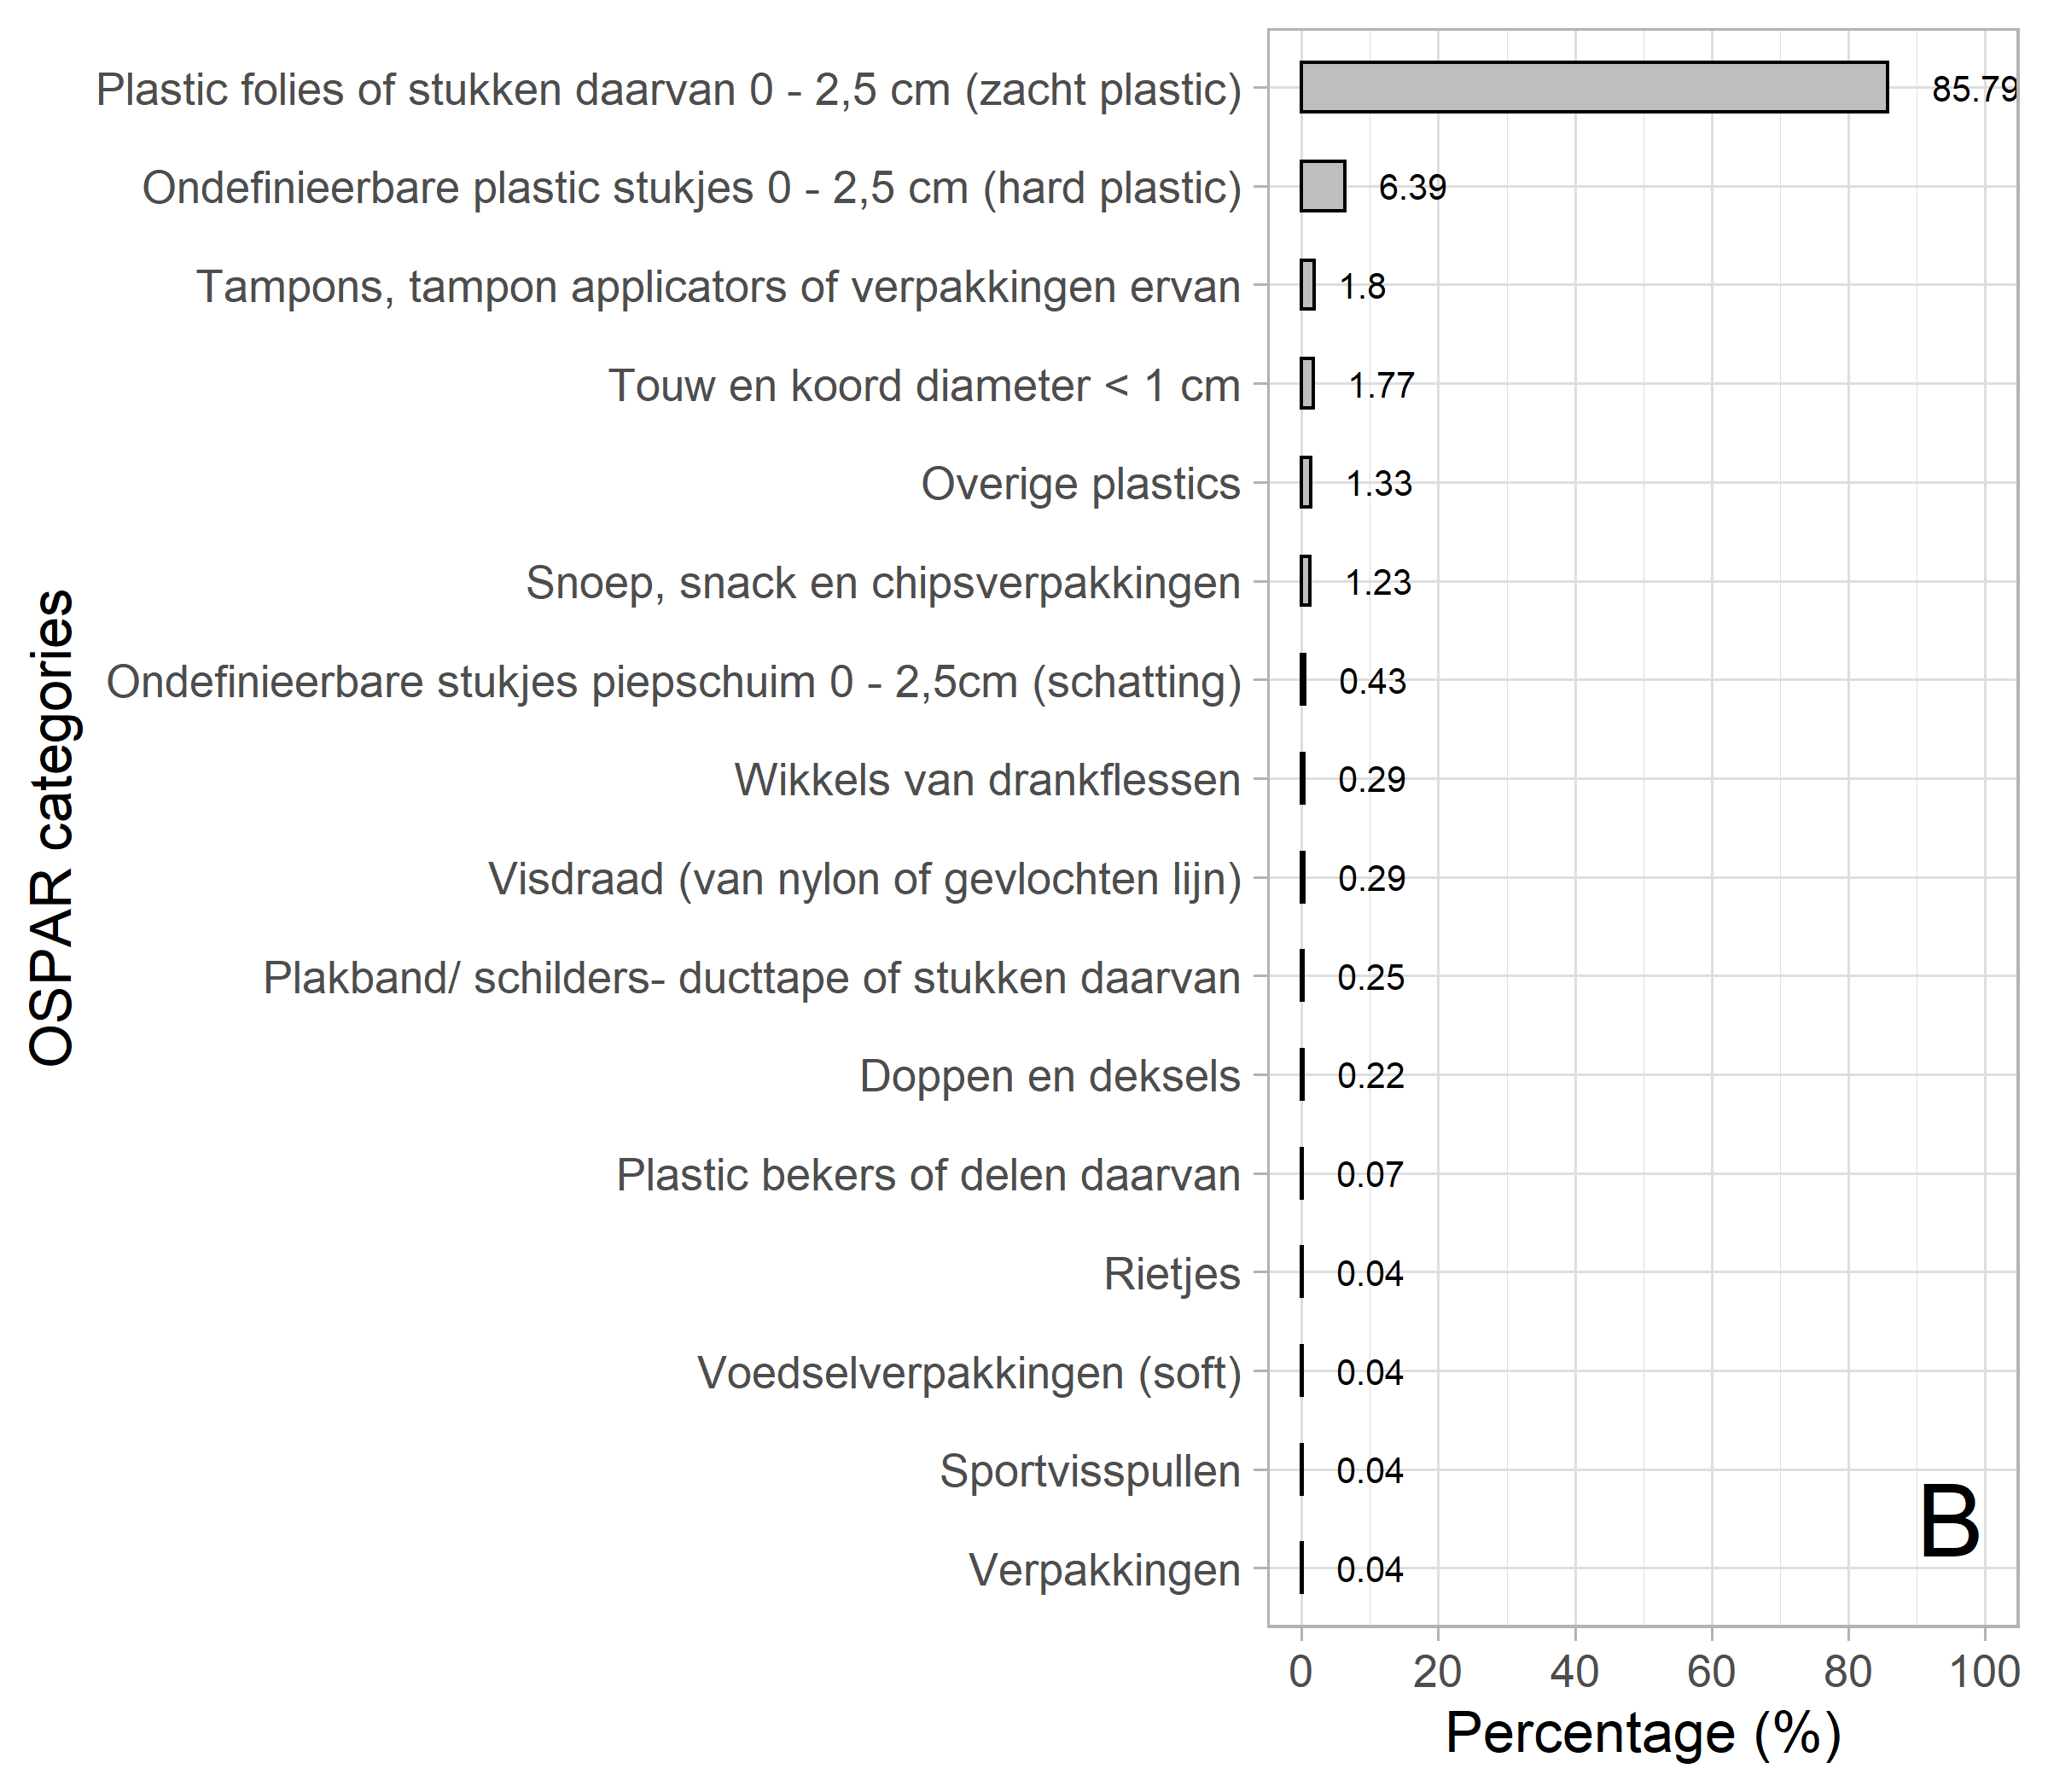 Plastic folies of stukken daarvan 0 - 2,5 cm (zacht plastic) 85.79
Ondefinieerbare plastic stukjes 0 - 2,5 cm (hard plastic) 6.39
Tampons, tampon applicators of verpakkingen ervan 1.8
Touw en koord diameter < 1 cm 1.77
Overige plastics 1.33
Snoep, snack en chipsverpakkingen 1.23
Ondefinieerbare stukjes piepschuim 0 - 2,5cm (schatting) 0.43
Wikkels van drankflessen 0.29
Visdraad (van nylon of gevlochten lijn) 0.29
Plakband/ schilders- ducttape of stukken daarvan 0.25
Doppen en deksels 0.22
Plastic bekers of delen daarvan 0.07
Rietjes 0.04
Voedselverpakkingen (soft) 0.04
Sportvisspullen 0.04
Verpakkingen 0.04
B
0 20 40 60 80 100
Percentage (%)
OSPAR categories